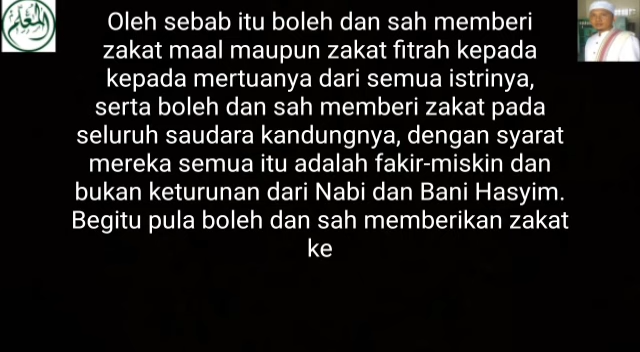 Oleh sebab itu boleh dan sah memberi
zakat maal maupun zakat fitrah kepada
kepada mertuanya dari semua istrinya,
serta boleh dan sah memberi zakat pada
seluruh saudara kandungnya, dengan syarat
mereka semua itu adalah fakir-miskin dan
bukan keturunan dari Nabi dan Bani Hasyim.
Begitu pula boleh dan sah memberikan zakat
ke